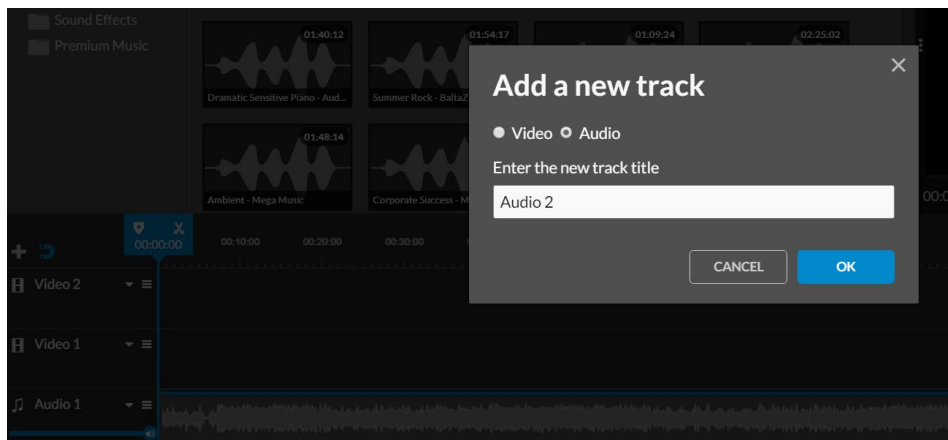 Sound Effects
Premium Music
01:40:12
01:54:17
01:09:24
02:25:02
Dramatic Sensitive Piano - Aud...
Summer Rock - BaltaZ
01:48:14
Ambient - Mega Music
Corporate Success - M
Add a new track
Video
Audio
Enter the new track title
Audio 2
CANCEL
OK
00:00:00
00:10:00
00:20:00
00:30:00
Video 2
Video 1
Audio 1